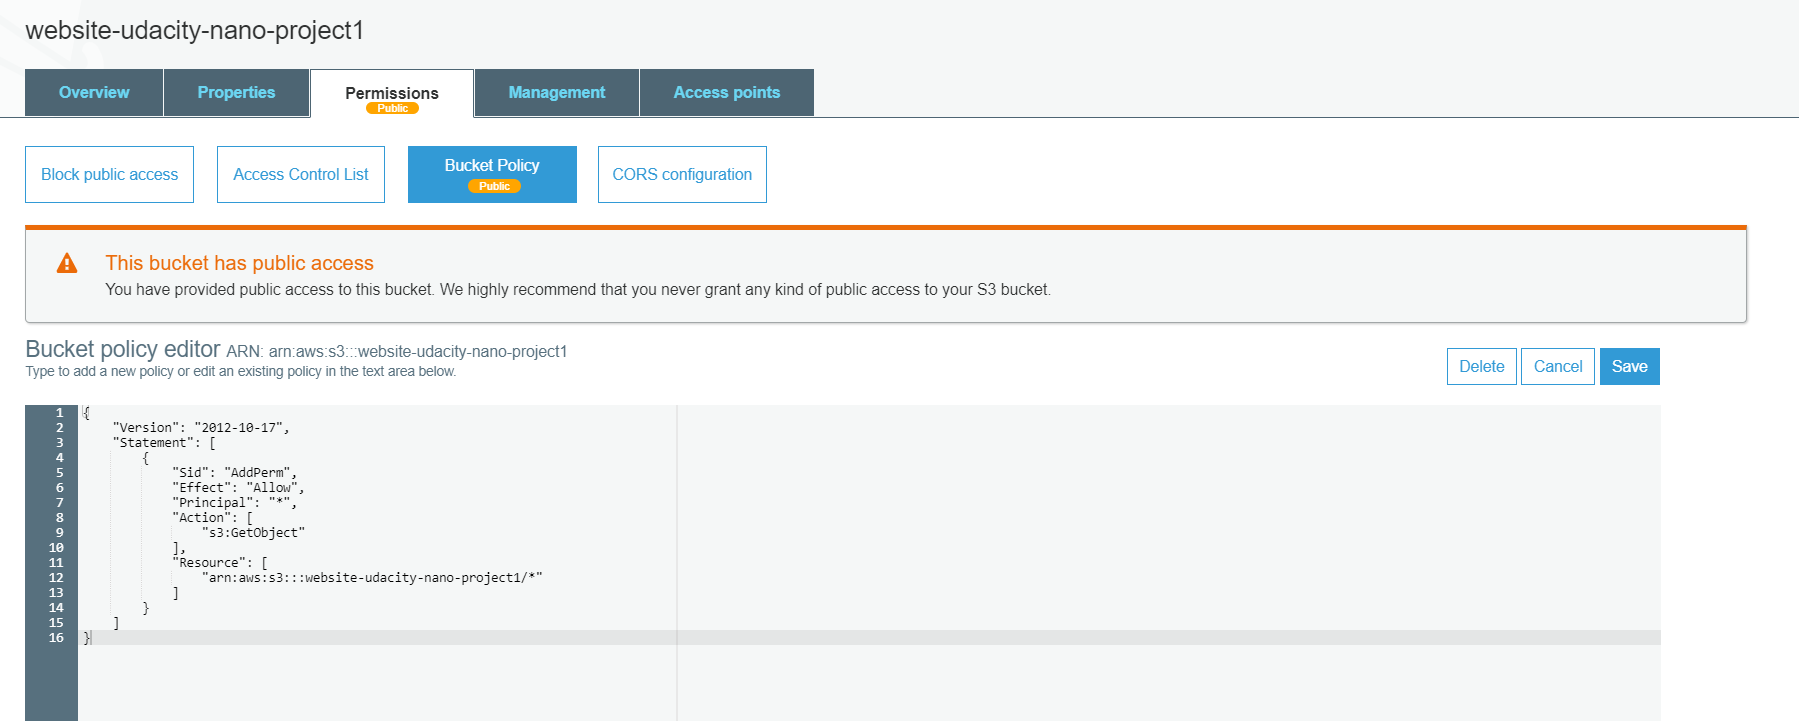 website-udacity-nano-project1
Overview Properties Permissions Management Access points
Public
Block public access Access Control List Bucket Policy CORS configuration
Public
This bucket has public access
You have provided public access to this bucket. We highly recommend that you never grant any kind of public access to your S3 bucket.
Bucket policy editor ARN: arn:aws:s3:::website-udacity-nano-project1
Type to add a new policy or edit an existing policy in the text area below.
Delete Cancel Save
1 {
2 "Version": "2012-10-17",
3 "Statement": [
4 {
5 "Sid": "AddPerm",
6 "Effect": "Allow",
7 "Principal": "*",
8 "Action": [
9 "s3:GetObject"
10 ],
11 "Resource": [
12 "arn:aws:s3:::website-udacity-nano-project1/*"
13 ]
14 }
15 ]
16 }